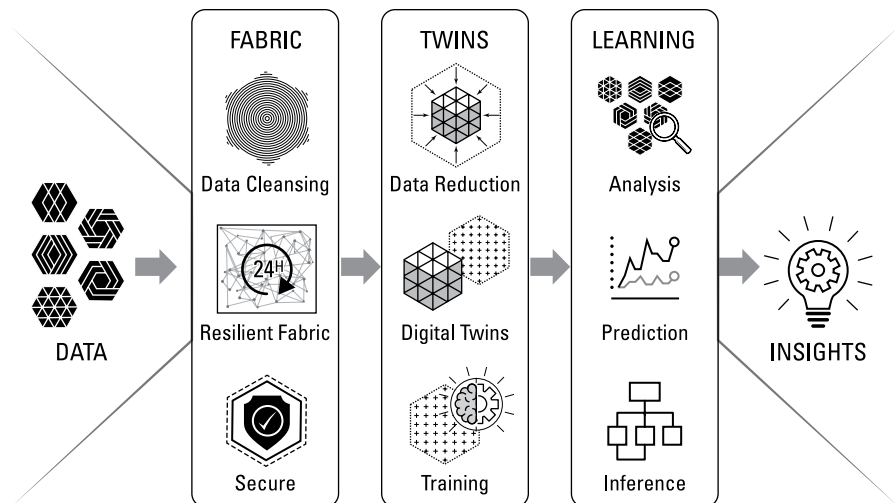 FABRIC
Data Cleansing
24H
Resilient Fabric
Secure
TWINS
Data Reduction
Digital Twins
Training
LEARNING
Analysis
Prediction
Inference
DATA
INSIGHTS